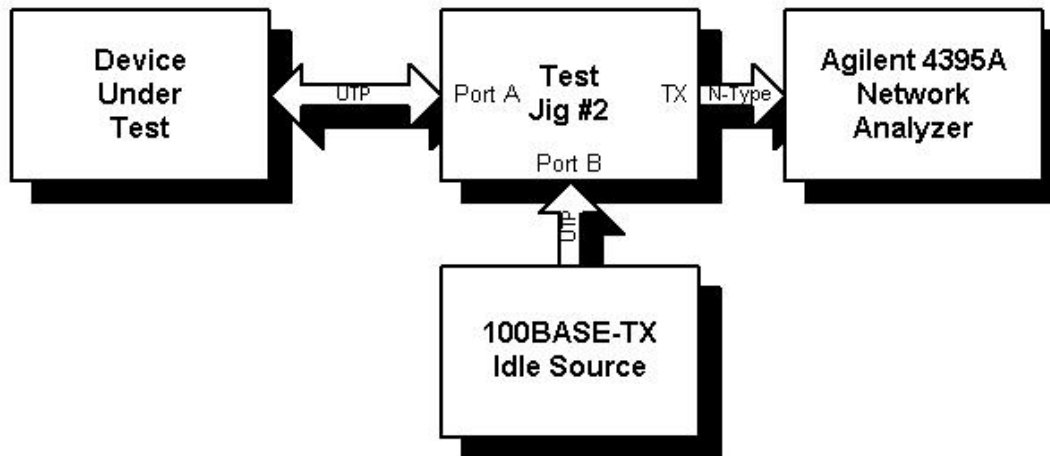 Device
Under
Test
UTP
Port A
Test
Jig #2
TX
Port B
N-Type
Agilent 4395A
Network
Analyzer
UTP
100BASE-TX
Idle Source